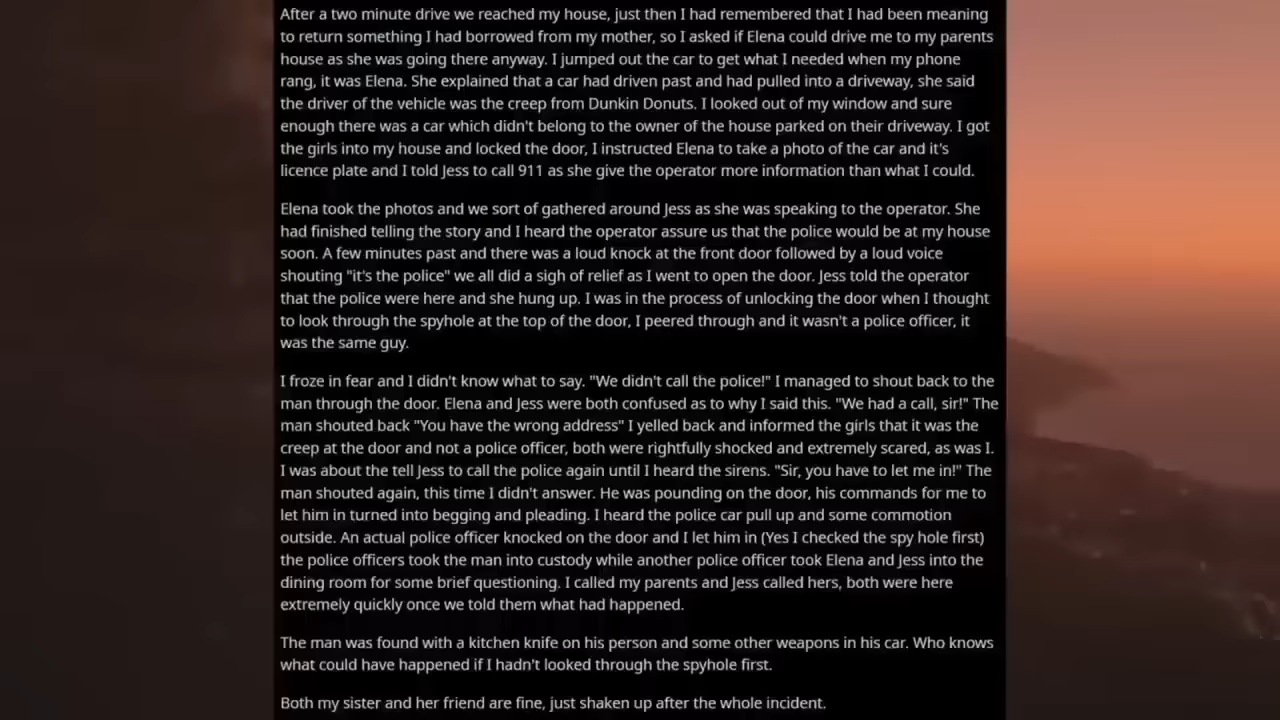 After a two minute drive we reached my house, just then I had remembered that I had been meaning
to return something I had borrowed from my mother, so I asked if Elena could drive me to my parents
house as she was going there anyway. I jumped out the car to get what I needed when my phone
rang, it was Elena. She explained that a car had driven past and had pulled into a driveway, she said
the driver of the vehicle was the creep from Dunkin Donuts. I looked out of my window and sure
enough there was a car which didn't belong to the owner of the house parked on their driveway. I got
the girls into my house and locked the door, I instructed Elena to take a photo of the car and it's
licence plate and I told Jess to call 911 as she give the operator more information than what I could.
Elena took the photos and we sort of gathered around Jess as she was speaking to the operator. She
had finished telling the story and I heard the operator assure us that the police would be at my house
soon. A few minutes past and there was a loud knock at the front door followed by a loud voice
shouting "it's the police" we all did a sigh of relief as I went to open the door. Jess told the operator
that the police were here and she hung up. I was in the process of unlocking the door when I thought
to look through the spyhole at the top of the door, I peered through and it wasn't a police officer, it
was the same guy.
I froze in fear and I didn't know what to say. "We didn't call the police!" I managed to shout back to the
man through the door. Elena and Jess were both confused as to why I said this. "We had a call, sir!" The
man shouted back "You have the wrong address" I yelled back and informed the girls that it was the
creep at the door and not a police officer, both were rightfully shocked and extremely scared, as was I.
I was about the tell Jess to call the police again until I heard the sirens. "Sir, you have to let me in!" The
man shouted again, this time I didn't answer. He was pounding on the door, his commands for me to
let him in turned into begging and pleading. I heard the police car pull up and some commotion
outside. An actual police officer knocked on the door and I let him in (Yes I checked the spy hole first)
the police officers took the man into custody while another police officer took Elena and Jess into the
dining room for some brief questioning. I called my parents and Jess called hers, both were here
extremely quickly once we told them what had happened.
The man was found with a kitchen knife on his person and some other weapons in his car. Who knows
what could have happened if I hadn't looked through the spyhole first.
Both my sister and her friend are fine, just shaken up after the whole incident.